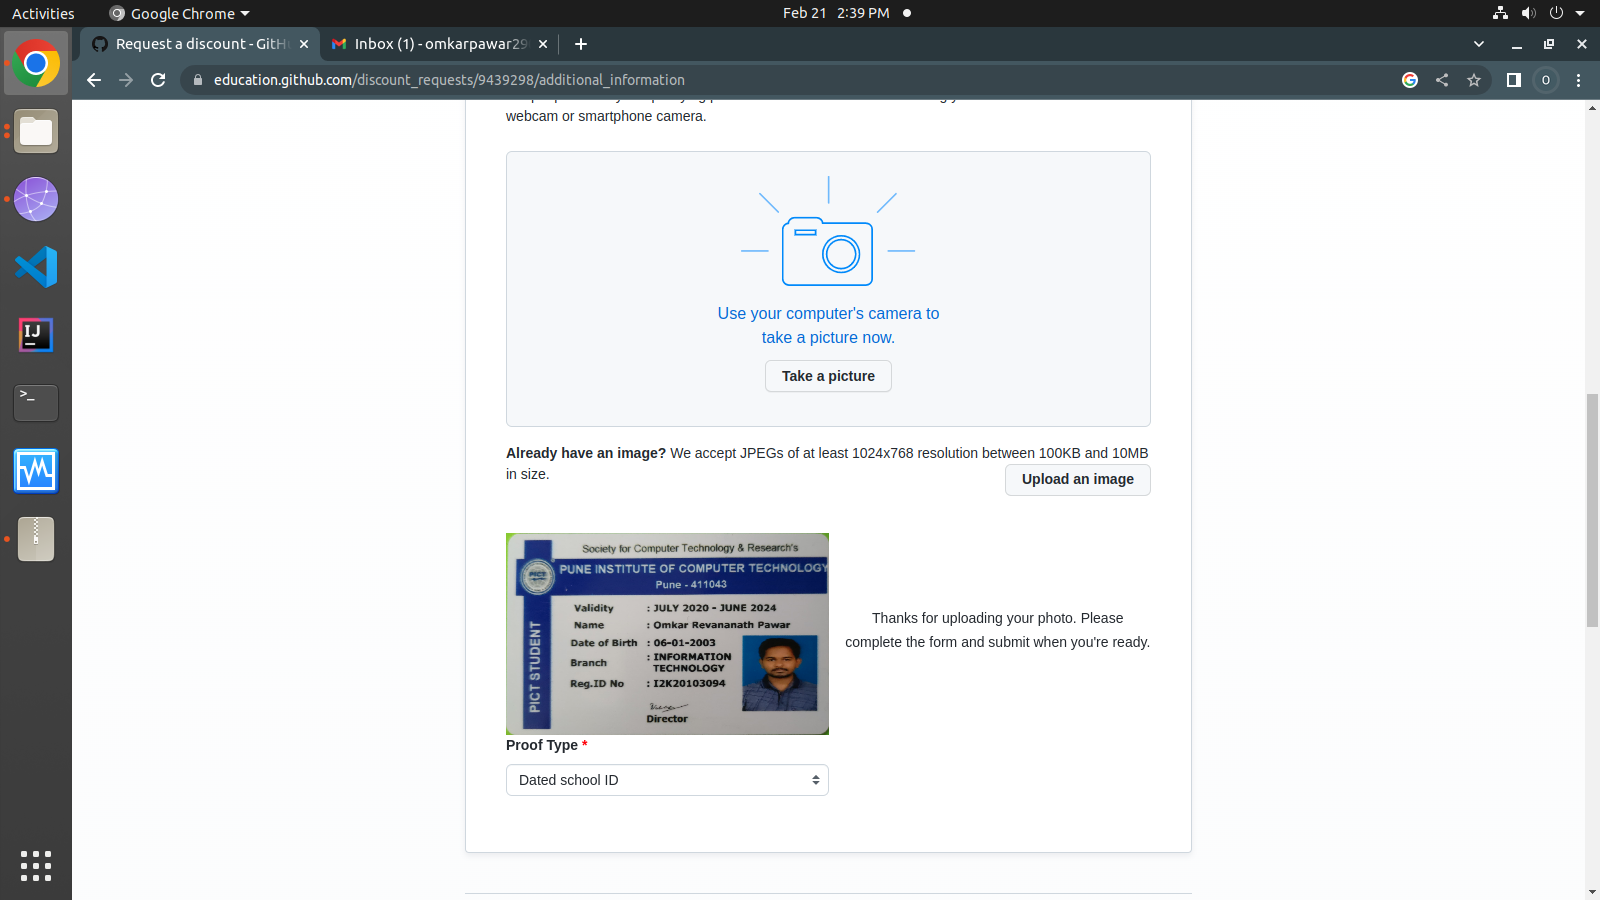 Activities
Google Chrome
Feb 21 2:39 PM
Request a discount - GitH
Inbox (1) - omkarpawar29
education.github.com/discount_requests/9439298/additional_information
O
webcam or smartphone camera.
Use your computer's camera to
take a picture now.
Take a picture
Already have an image? We accept JPEGs of at least 1024x768 resolution between 100KB and 10MB
in size.
Upload an image
Society for Computer Technology & Research's
PICT
PUNE INSTITUTE OF COMPUTER TECHNOLOGY
Pune - 411043
PICT STUDENT
Validity : JULY 2020 - JUNE 2024
Name : Omkar Revananath Pawar
Date of Birth : 06-01-2003
Branch : INFORMATION
TECHNOLOGY
Reg.ID No : I2K20103094
Director
Thanks for uploading your photo. Please
complete the form and submit when you're ready.
Proof Type *
Dated school ID
IJ
>_